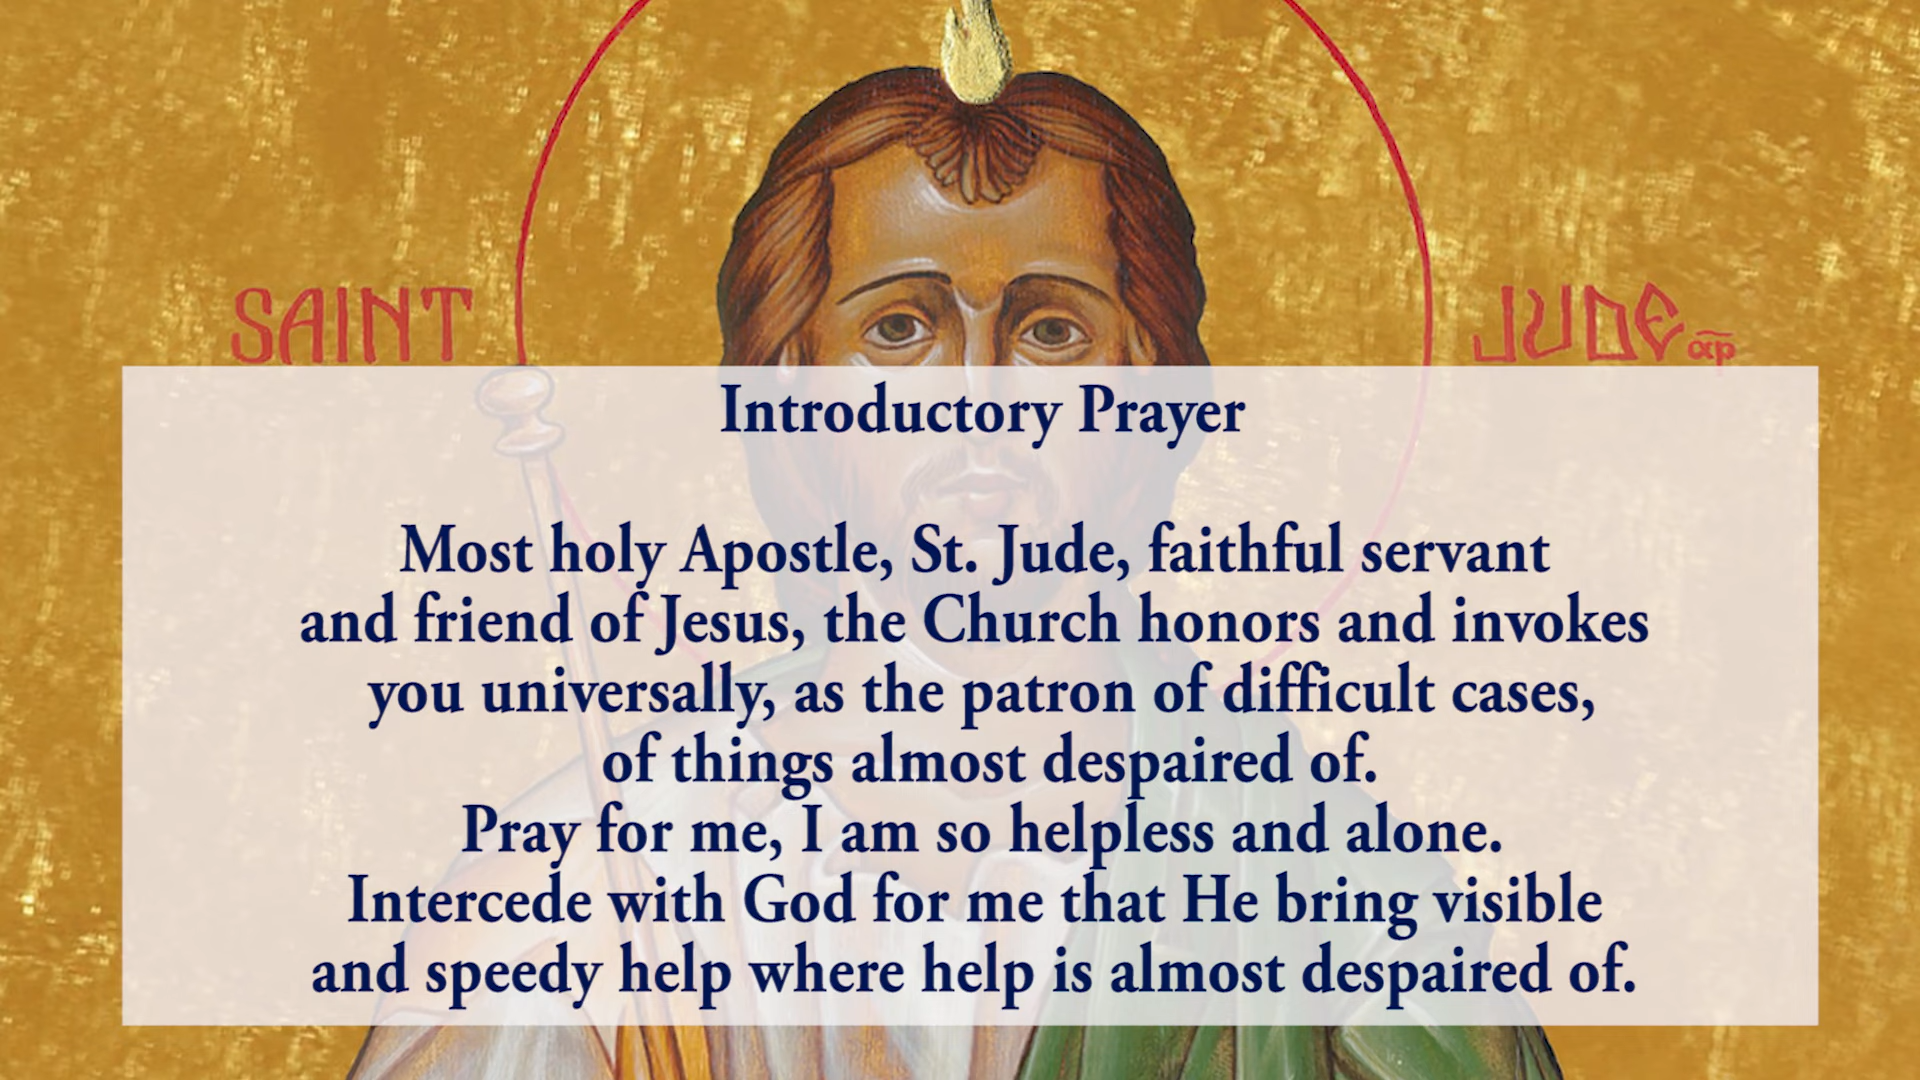 SAINT
JUDE αρ
Introductory Prayer
Most holy Apostle, St. Jude, faithful servant
and friend of Jesus, the Church honors and invokes
you universally, as the patron of difficult cases,
of things almost despaired of.
Pray for me, I am so helpless and alone.
Intercede with God for me that He bring visible
and speedy help where help is almost despaired of.